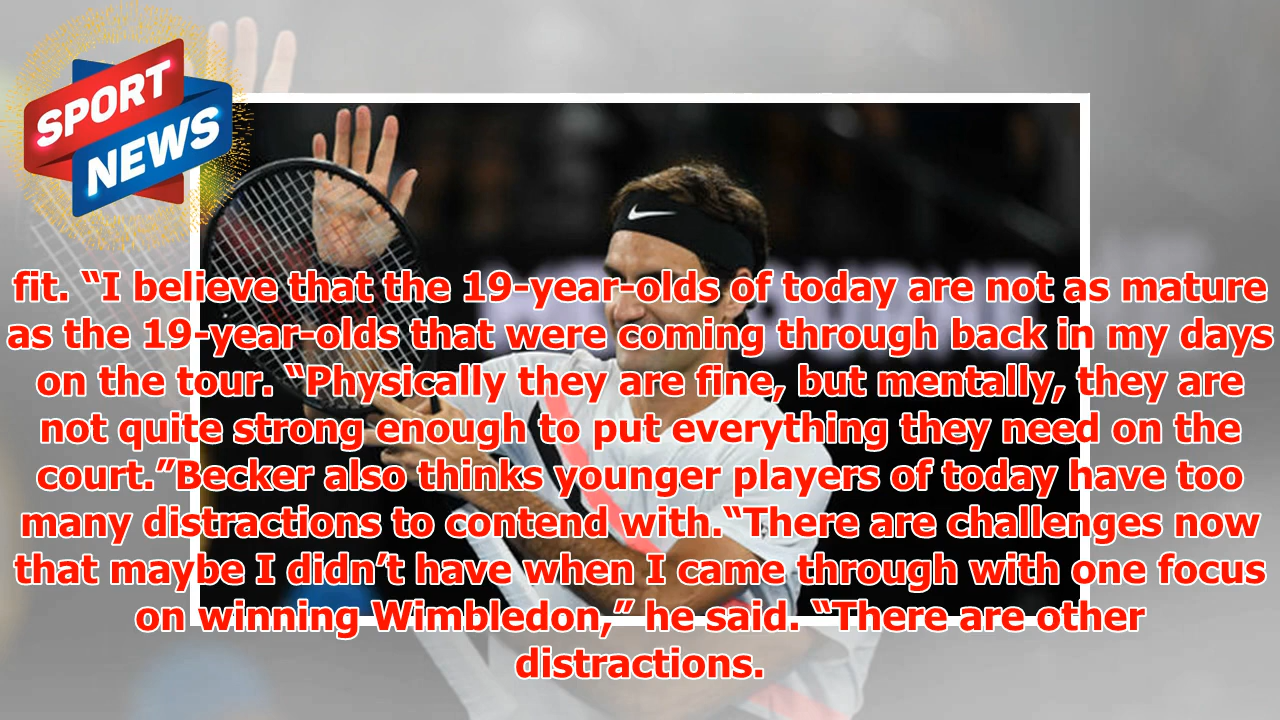 SPORT
NEWS
fit. “I believe that the 19-year-olds of today are not as mature
as the 19-year-olds that were coming through back in my days
on the tour. “Physically they are fine, but mentally, they are
not quite strong enough to put everything they need on the
court.”Becker also thinks younger players of today have too
many distractions to contend with.“There are challenges now
that maybe I didn’t have when I came through with one focus
on winning Wimbledon,” he said. “There are other
distractions.